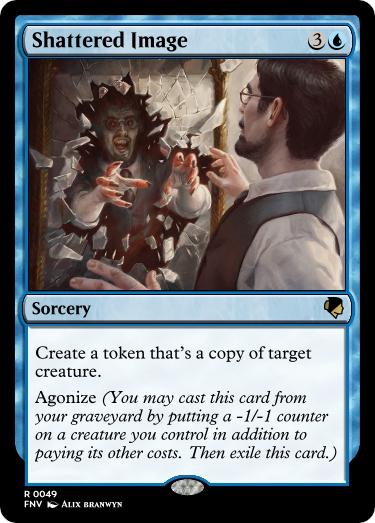 Shattered Image 3
Sorcery
Create a token that's a copy of target
creature.
Agonize (You may cast this card from
your graveyard by putting a -1/-1 counter
on a creature you control in addition to
paying its other costs. Then exile this card.)
R 0049
FNV Alix Branwyn